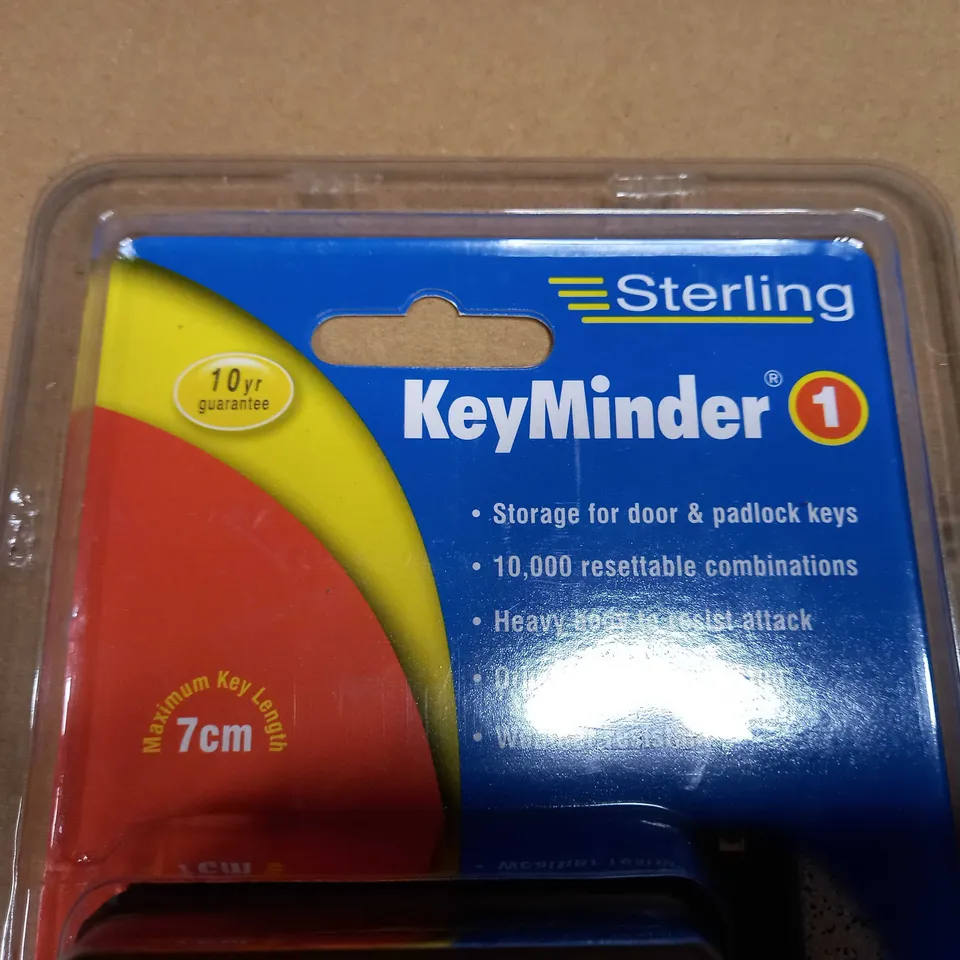 Sterling
KeyMinder® 1
10yr
guarantee
• Storage for door & padlock keys
• 10,000 resettable combinations
• Heavy body to resist attack
Maximum Key Length
7cm